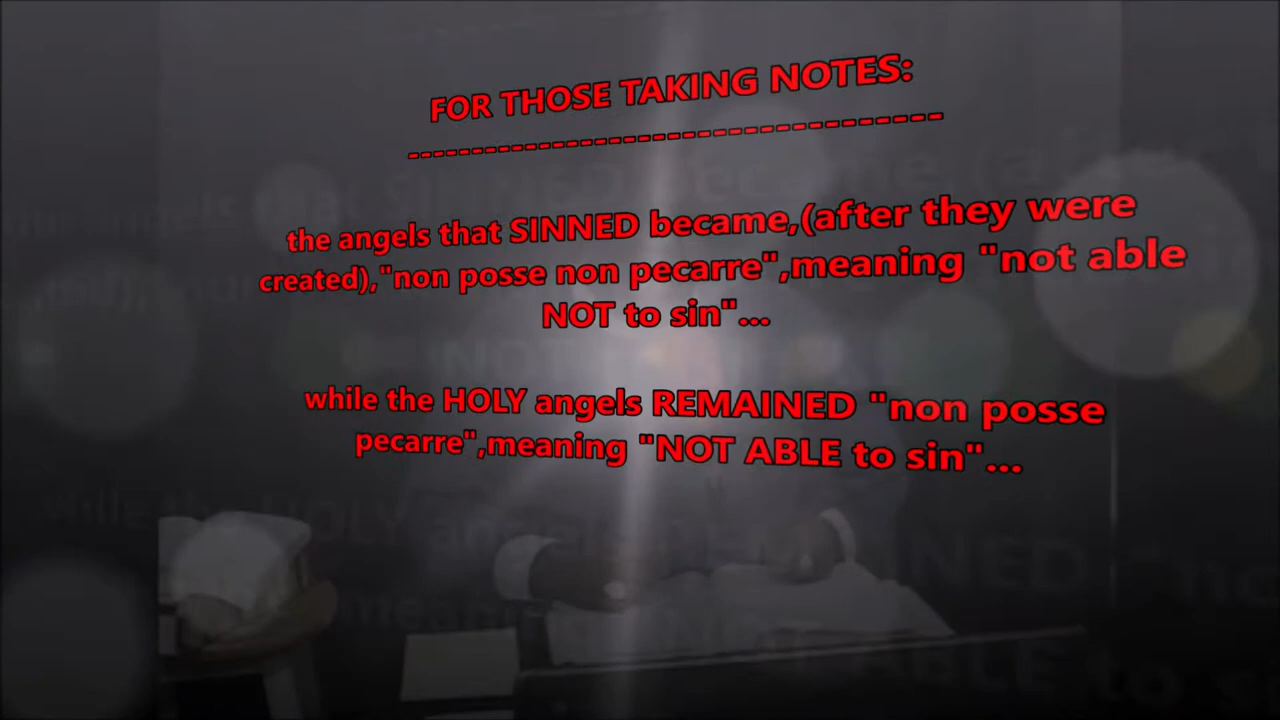 FOR THOSE TAKING NOTES:
------------------------------------
the angels that SINNED became,(after they were
created),"non posse non pecarre",meaning "not able
NOT to sin"...
while the HOLY angels REMAINED "non posse
pecarre",meaning "NOT ABLE to sin"...